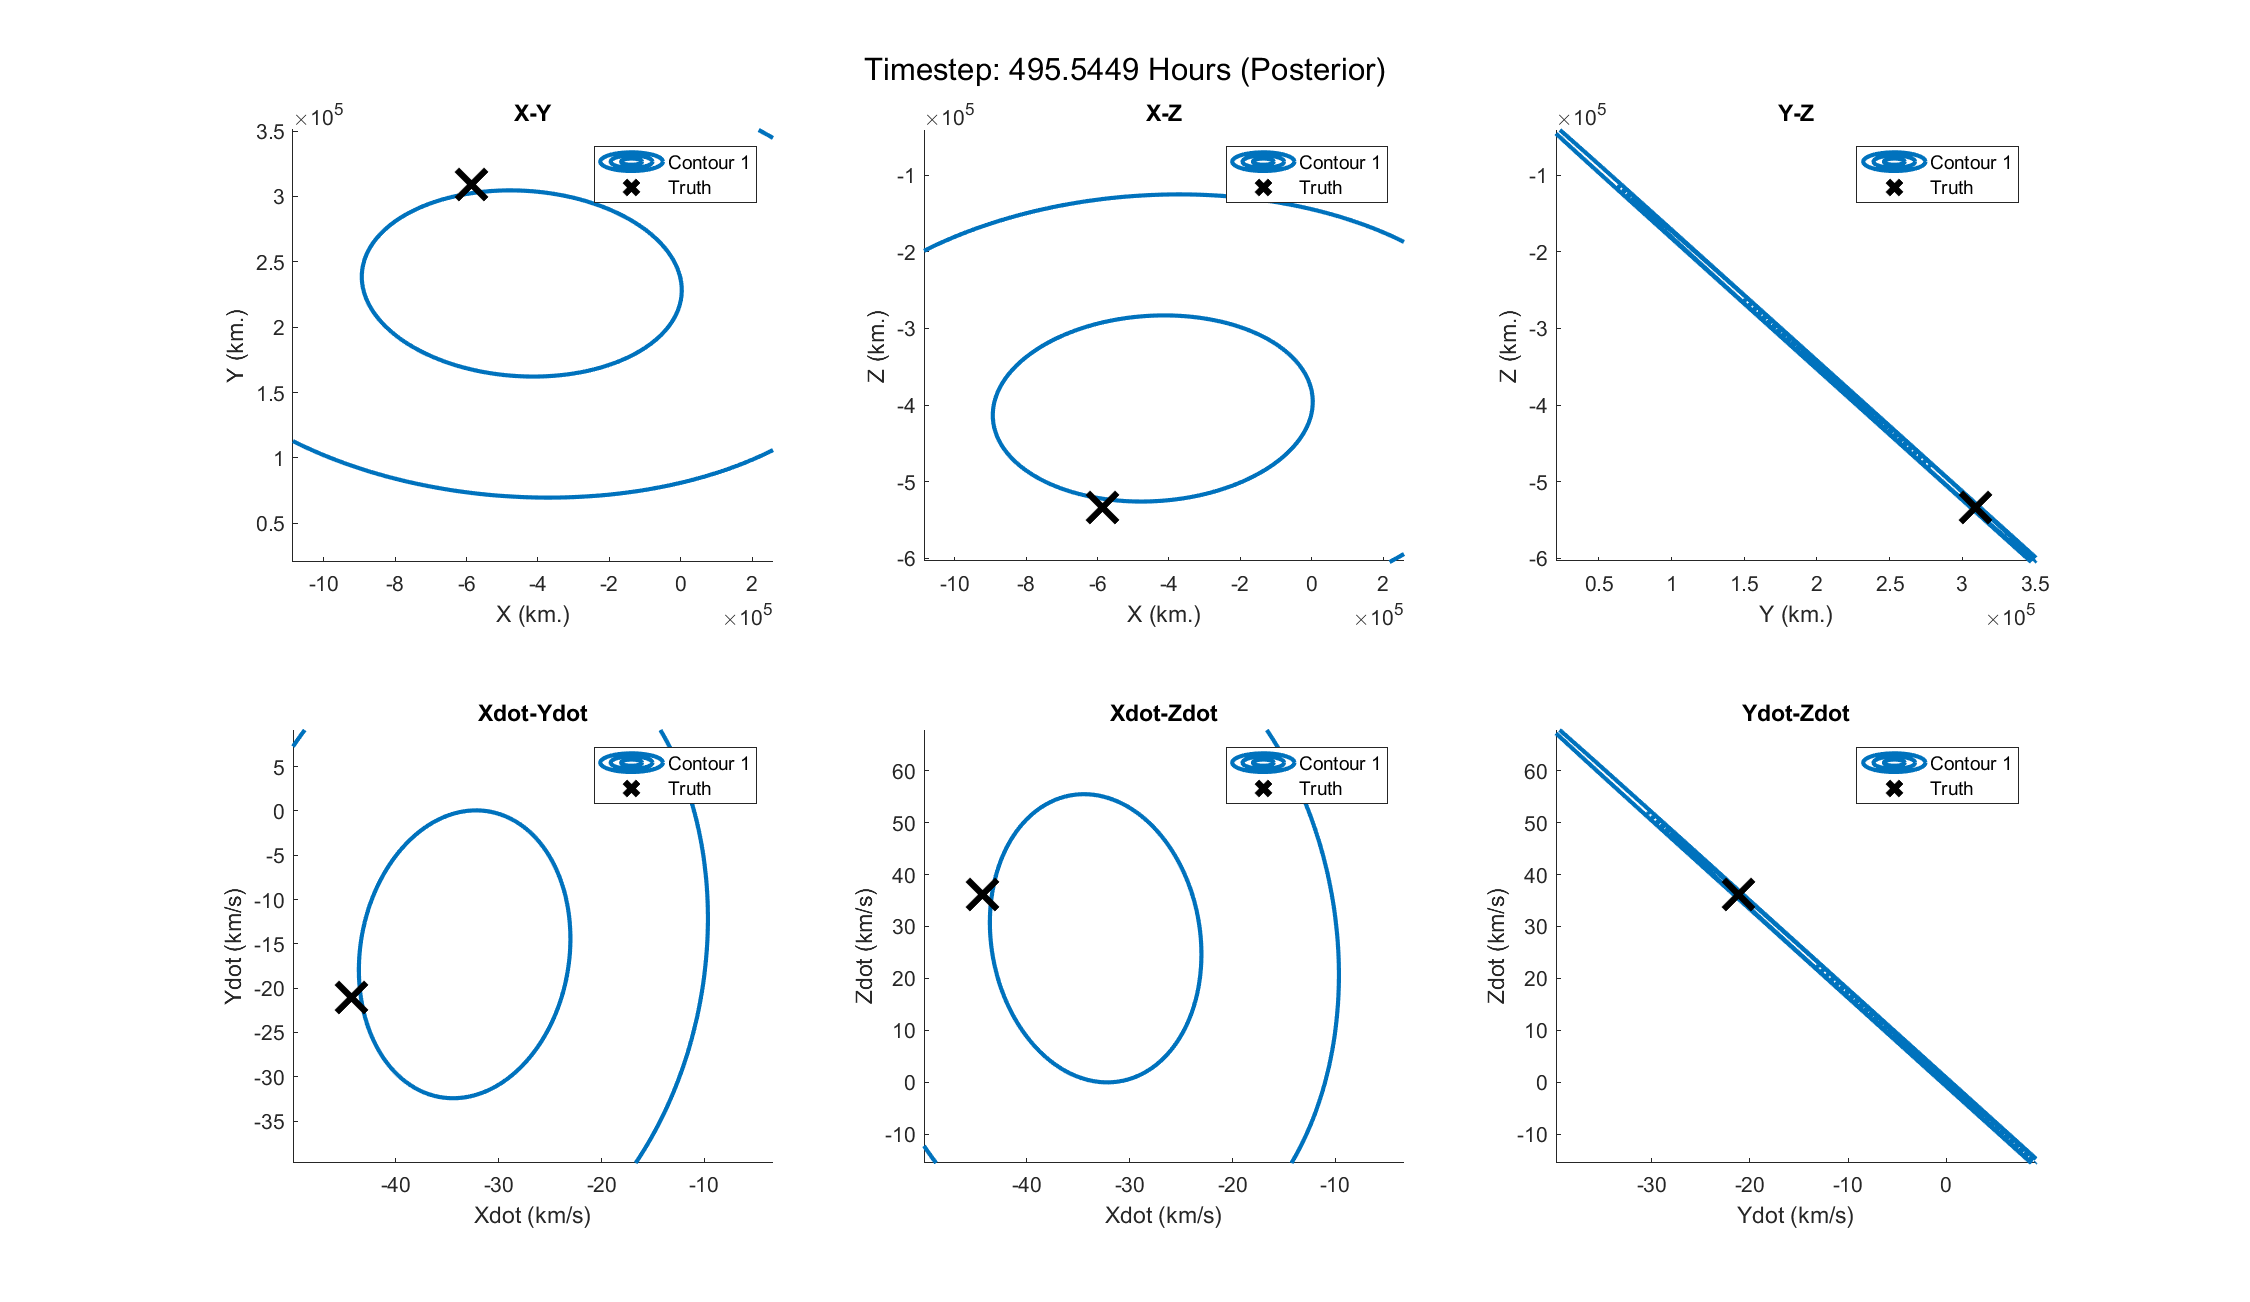 Timestep: 495.5449 Hours (Posterior)
X-Y
×10^5
3.5
3
2.5
2
1.5
1
0.5
Y (km.)
-10 -8 -6 -4 -2 0 2
X (km.)
×10^5
Contour 1
Truth
X-Z
×10^5
-1
-2
-3
-4
-5
-6
Z (km.)
-10 -8 -6 -4 -2 0 2
X (km.)
×10^5
Contour 1
Truth
Y-Z
×10^5
-1
-2
-3
-4
-5
-6
Z (km.)
0.5 1 1.5 2 2.5 3 3.5
Y (km.)
×10^5
Contour 1
Truth
Xdot-Ydot
5
0
-5
-10
-15
-20
-25
-30
-35
Ydot (km/s)
-40 -30 -20 -10
Xdot (km/s)
Contour 1
Truth
Xdot-Zdot
60
50
40
30
20
10
0
-10
Zdot (km/s)
-40 -30 -20 -10
Xdot (km/s)
Contour 1
Truth
Ydot-Zdot
60
50
40
30
20
10
0
-10
Zdot (km/s)
-30 -20 -10 0
Ydot (km/s)
Contour 1
Truth